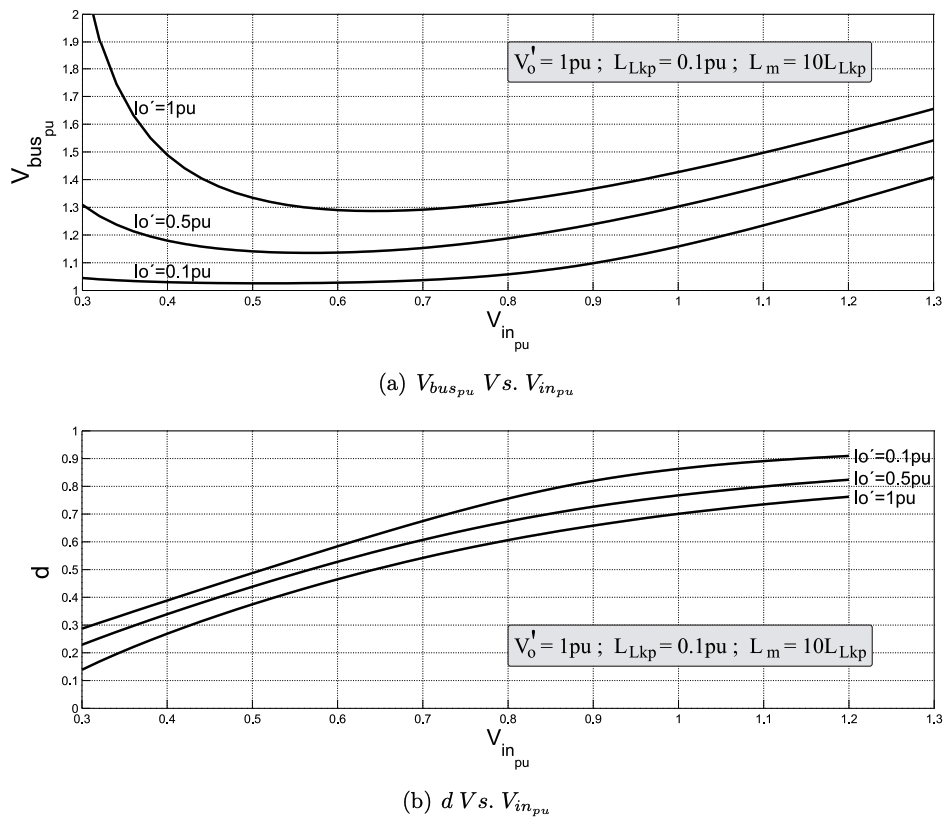 2
1.9
1.8
1.7
1.6
1.5
1.4
1.3
1.2
1.1
1
V_bus_pu
V_o' = 1pu ; L_Lkp = 0.1pu ; L_m = 10L_Lkp
Io´=1pu
Io´=0.5pu
Io´=0.1pu
0.3 0.4 0.5 0.6 0.7 0.8 0.9 1 1.1 1.2 1.3
V_in_pu
(a) V_bus_pu Vs. V_in_pu
1
0.9
0.8
0.7
0.6
0.5
0.4
0.3
0.2
0.1
0
d
Io´=0.1pu
Io´=0.5pu
Io´=1pu
V_o' = 1pu ; L_Lkp = 0.1pu ; L_m = 10L_Lkp
0.3 0.4 0.5 0.6 0.7 0.8 0.9 1 1.1 1.2 1.3
V_in_pu
(b) d Vs. V_in_pu